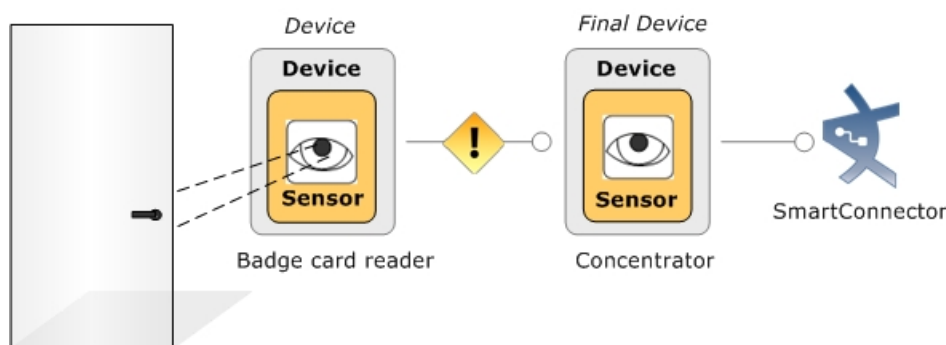 Device
Final Device
Device
Device
!
Sensor
Sensor
SmartConnector
Badge card reader
Concentrator